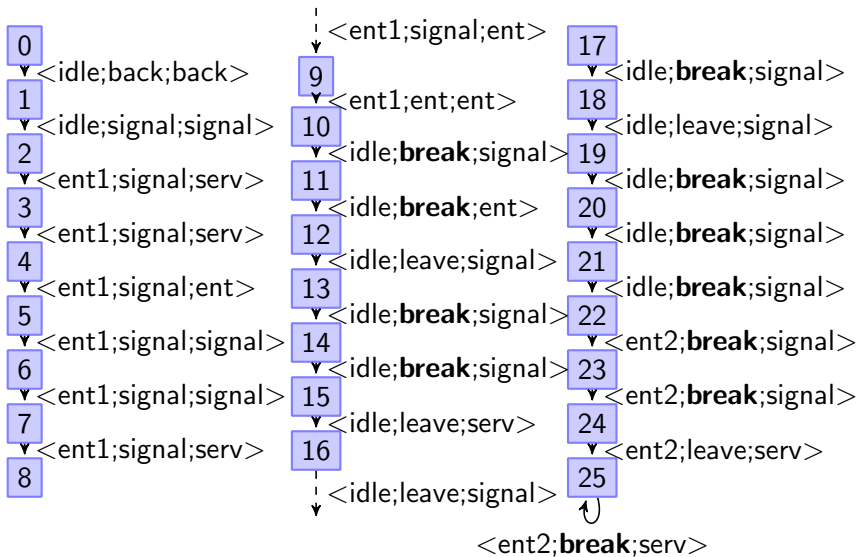 0
<idle;back;back>
1
<idle;signal;signal>
2
<ent1;signal;serv>
3
<ent1;signal;serv>
4
<ent1;signal;ent>
5
<ent1;signal;signal>
6
<ent1;signal;signal>
7
<ent1;signal;serv>
8
<ent1;signal;ent>
9
<ent1;ent;ent>
10
<idle;break;signal>
11
<idle;break;ent>
12
<idle;leave;signal>
13
<idle;break;signal>
14
<idle;break;signal>
15
<idle;leave;serv>
16
<idle;leave;signal>
17
<idle;break;signal>
18
<idle;leave;signal>
19
<idle;break;signal>
20
<idle;break;signal>
21
<idle;break;signal>
22
<ent2;break;signal>
23
<ent2;break;signal>
24
<ent2;leave;serv>
25
<ent2;break;serv>